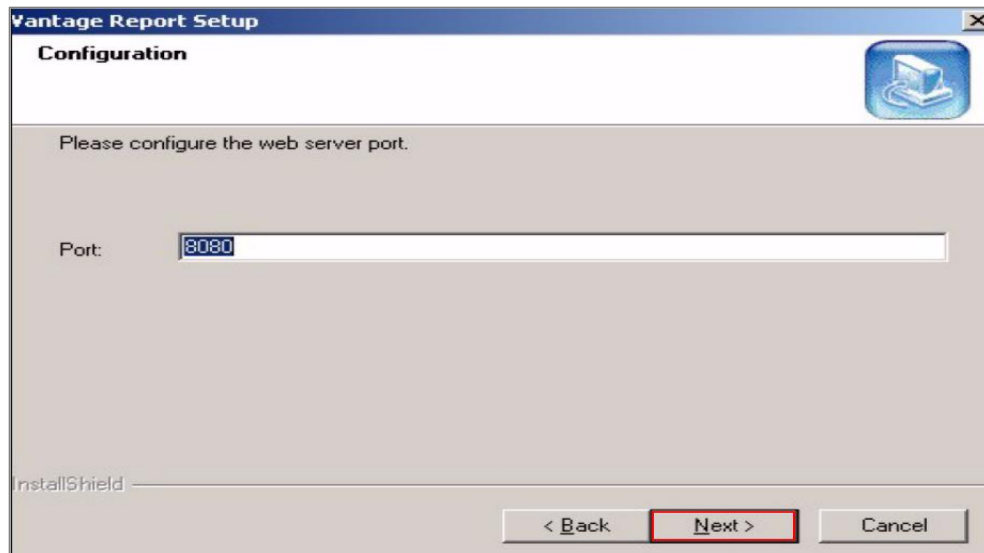 Vantage Report Setup
Configuration
Please configure the web server port.
Port: 8080
InstallShield
< Back Next > Cancel